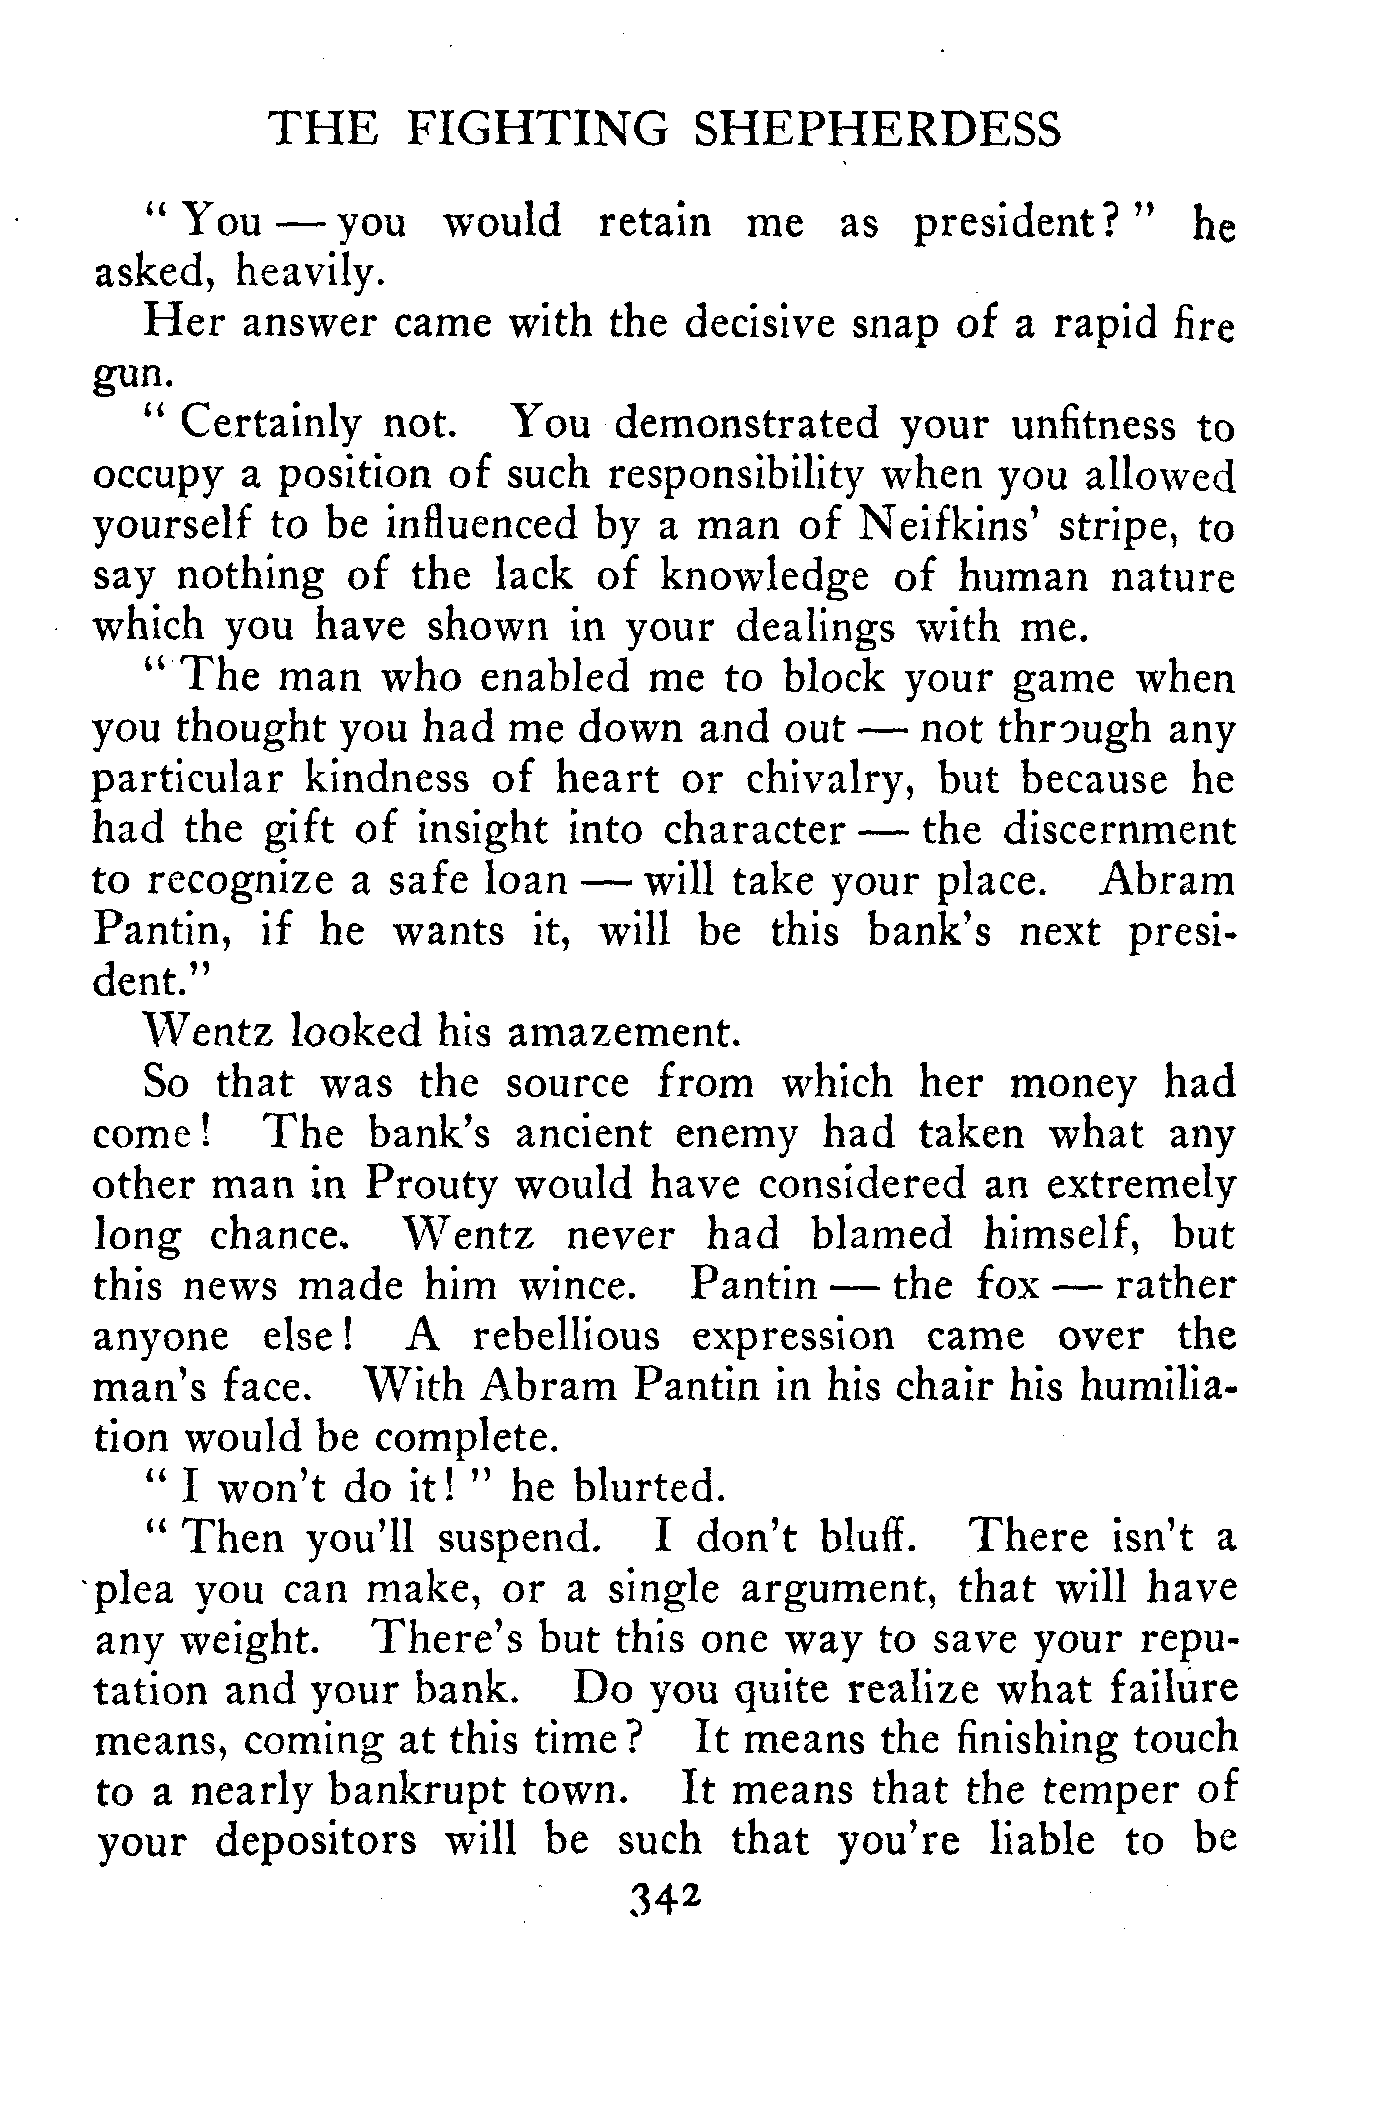 THE FIGHTING SHEPHERDESS
" You — you would retain me as president? " he
asked, heavily.
Her answer came with the decisive snap of a rapid fire
gun.
" Certainly not. You demonstrated your unfitness to
occupy a position of such responsibility when you allowed
yourself to be influenced by a man of Neifkins' stripe, to
say nothing of the lack of knowledge of human nature
which you have shown in your dealings with me.
" The man who enabled me to block your game when
you thought you had me down and out — not through any
particular kindness of heart or chivalry, but because he
had the gift of insight into character — the discernment
to recognize a safe loan — will take your place. Abram
Pantin, if he wants it, will be this bank's next presi-
dent."
Wentz looked his amazement.
So that was the source from which her money had
come! The bank's ancient enemy had taken what any
other man in Prouty would have considered an extremely
long chance. Wentz never had blamed himself, but
this news made him wince. Pantin — the fox — rather
anyone else! A rebellious expression came over the
man's face. With Abram Pantin in his chair his humilia-
tion would be complete.
" I won't do it! " he blurted.
" Then you'll suspend. I don't bluff. There isn't a
plea you can make, or a single argument, that will have
any weight. There's but this one way to save your repu-
tation and your bank. Do you quite realize what failure
means, coming at this time? It means the finishing touch
to a nearly bankrupt town. It means that the temper of
your depositors will be such that you're liable to be
342